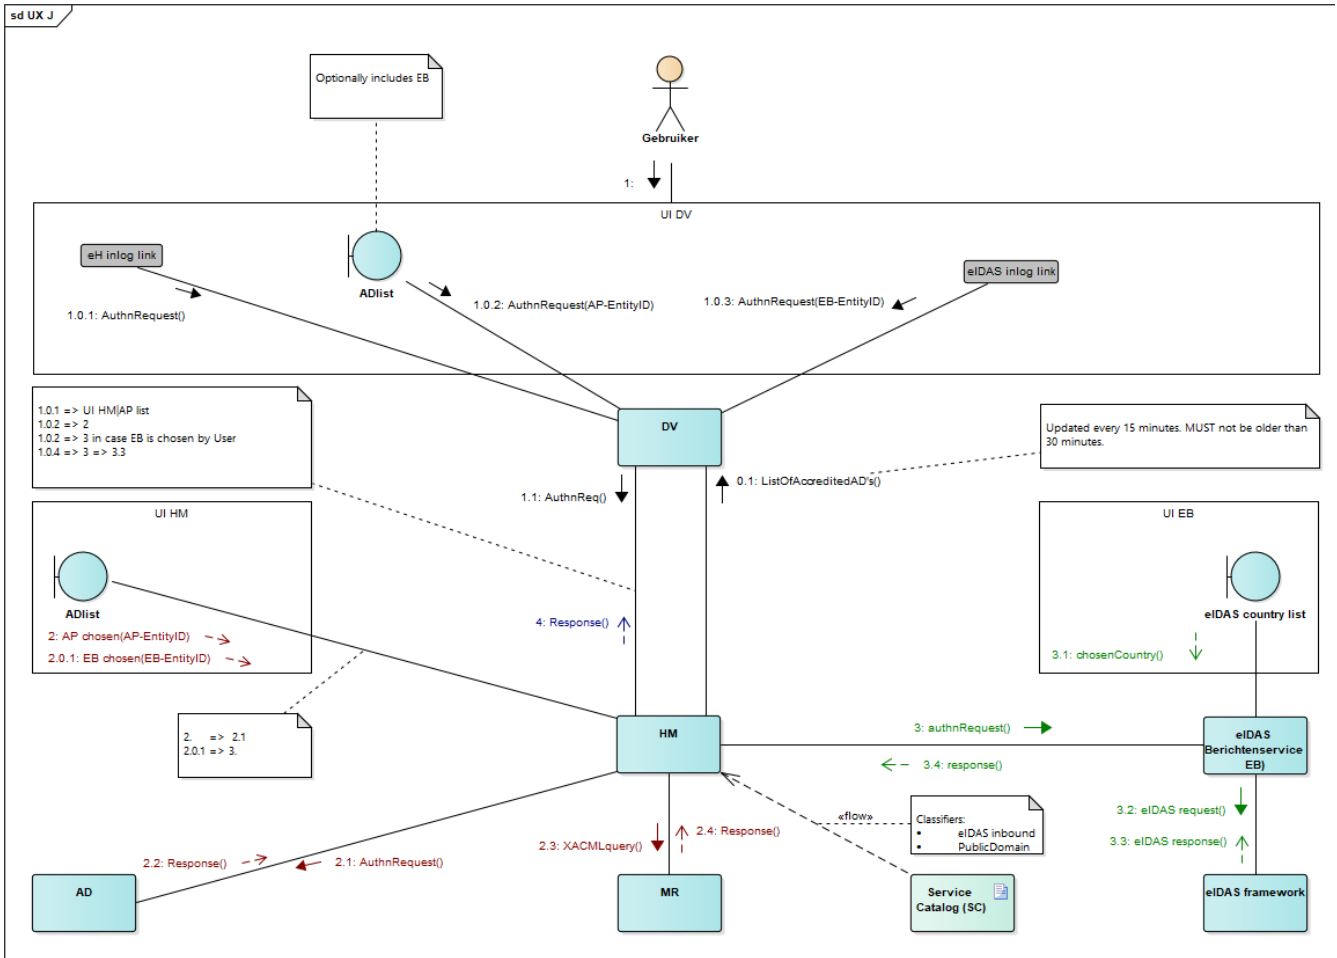 sd UX J
Optionally includes EB
Gebruiker
1:
UI DV
eH inlog link
ADlist
eIDAS inlog link
1.0.1: AuthnRequest()
1.0.2: AuthnRequest(AP-EntityID)
1.0.3: AuthnRequest(EB-EntityID)
1.0.1 => UI HM|AP list
1.0.2 => 2
1.0.2 => 3 in case EB is chosen by User
1.0.4 => 3 => 3.3
DV
Updated every 15 minutes. MUST not be older than
30 minutes.
1.1: AuthnReq()
0.1: ListOfAccreditedAD's()
UI HM
ADlist
2: AP chosen(AP-EntityID)
2.0.1: EB chosen(EB-EntityID)
4: Response()
UI EB
eIDAS country list
3.1: chosenCountry()
2. => 2.1
2.0.1 => 3.
HM
3: authnRequest()
3.4: response()
eIDAS
Berichtenservice
EB)
3.2: eIDAS request()
3.3: eIDAS response()
«flow»
Classifiers:
• eIDAS inbound
• PublicDomain
2.3: XACMLquery()
2.4: Response()
2.2: Response()
2.1: AuthnRequest()
AD
MR
Service
Catalog (SC)
eIDAS framework